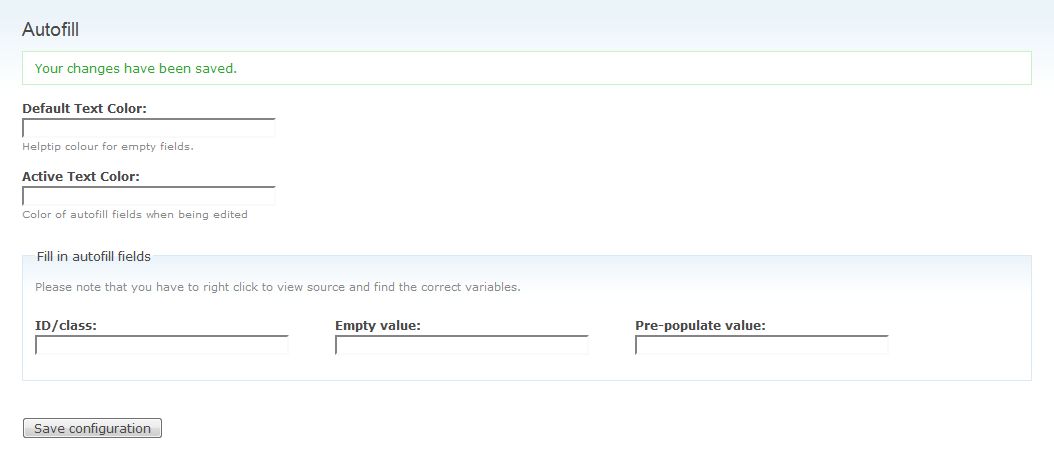 Autofill
Your changes have been saved.
Default Text Color:
Helptip colour for empty fields.
Active Text Color:
Color of autofill fields when being edited
Fill in autofill fields
Please note that you have to right click to view source and find the correct variables.
ID/class: Empty value: Pre-populate value:
Save configuration